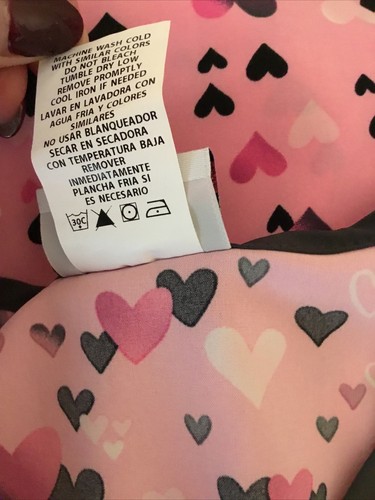 MACHINE WASH COLD
WITH SIMILAR COLORS
DO NOT BLEACH
TUMBLE DRY LOW
REMOVE PROMPTLY
COOL IRON IF NEEDED
LAVAR EN LAVADORA CON
AGUA FRIA Y COLORES
SIMILARES
NO USAR BLANQUEADOR
SECAR EN SECADORA
CON TEMPERATURA BAJA
REMOVER
INMEDIATAMENTE
PLANCHA FRIA SI
ES NECESARIO
30C